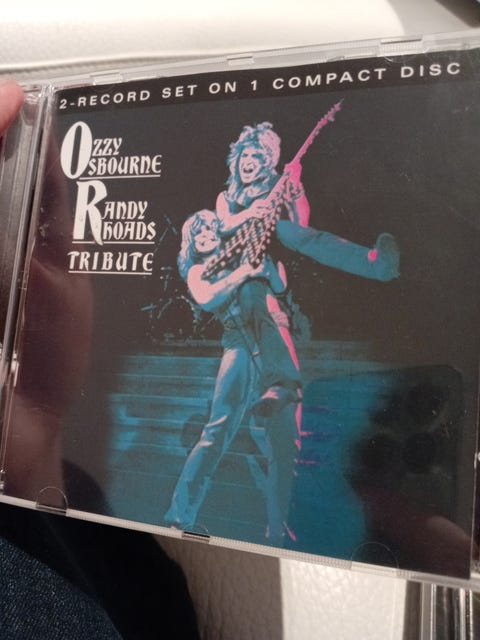 2-RECORD SET ON 1 COMPACT DISC
OZZY
OSBOURNE
RANDY
RHOADS
TRIBUTE